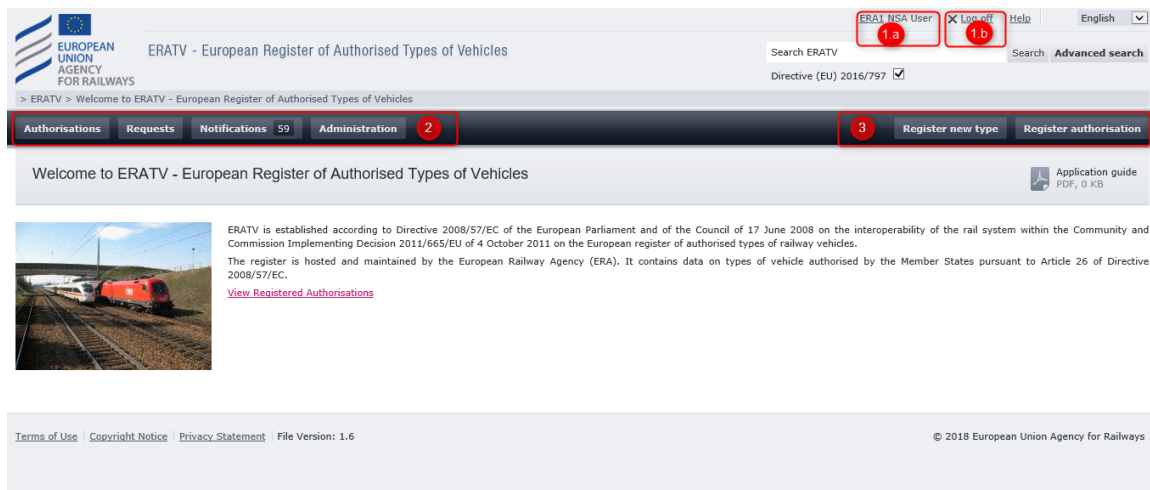 ERA1 NSA User
Log off
Help
English
1.a
1.b
EUROPEAN
UNION
AGENCY
FOR RAILWAYS
ERATV - European Register of Authorised Types of Vehicles
Search ERATV
Search
Advanced search
Directive (EU) 2016/797
> ERATV > Welcome to ERATV - European Register of Authorised Types of Vehicles
Authorisations
Requests
Notifications 59
Administration
2
3
Register new type
Register authorisation
Welcome to ERATV - European Register of Authorised Types of Vehicles
Application guide
PDF, 0 KB
ERATV is established according to Directive 2008/57/EC of the European Parliament and of the Council of 17 June 2008 on the interoperability of the rail system within the Community and
Commission Implementing Decision 2011/665/EU of 4 October 2011 on the European register of authorised types of railway vehicles.
The register is hosted and maintained by the European Railway Agency (ERA). It contains data on types of vehicle authorised by the Member States pursuant to Article 26 of Directive
2008/57/EC.
View Registered Authorisations
Terms of Use | Copyright Notice | Privacy Statement | File Version: 1.6
© 2018 European Union Agency for Railways